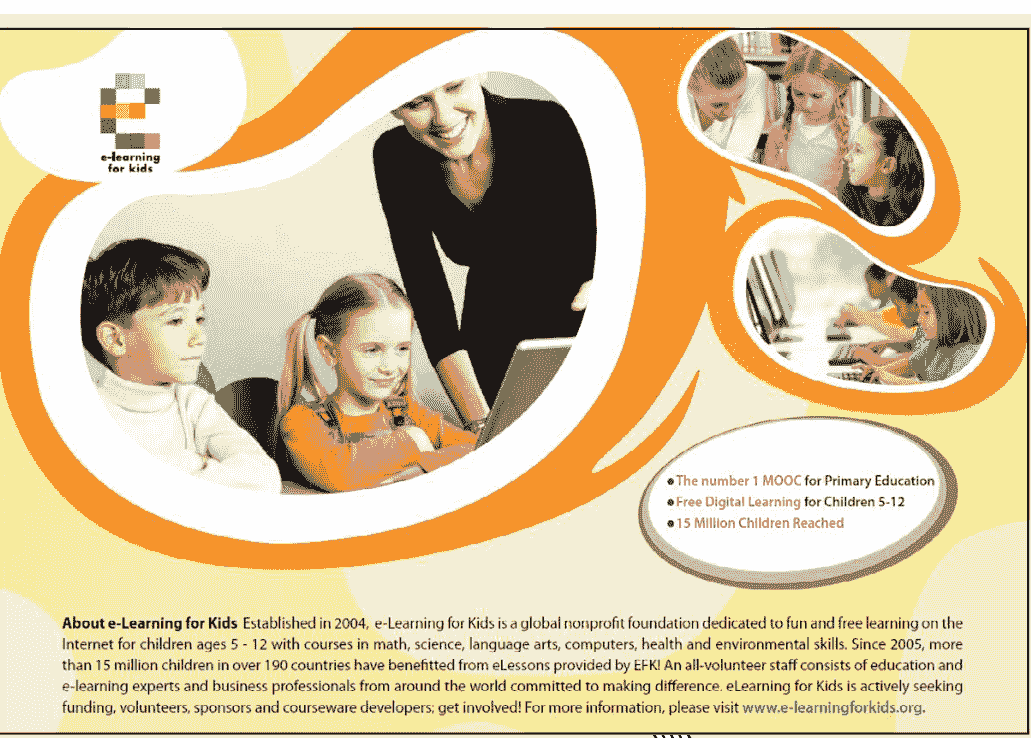 e-learning
for kids
The number 1 MOOC for Primary Education
Free Digital Learning for Children 5-12
15 Million Children Reached
About e-Learning for Kids Established in 2004, e-Learning for Kids is a global nonprofit foundation dedicated to fun and free learning on the
Internet for children ages 5 - 12 with courses in math, science, language arts, computers, health and environmental skills. Since 2005, more
than 15 million children in over 190 countries have benefitted from eLessons provided by EFK! An all-volunteer staff consists of education and
e-learning experts and business professionals from around the world committed to making difference. eLearning for Kids is actively seeking
funding, volunteers, sponsors and courseware developers; get involved! For more information, please visit www.e-learningforkids.org.